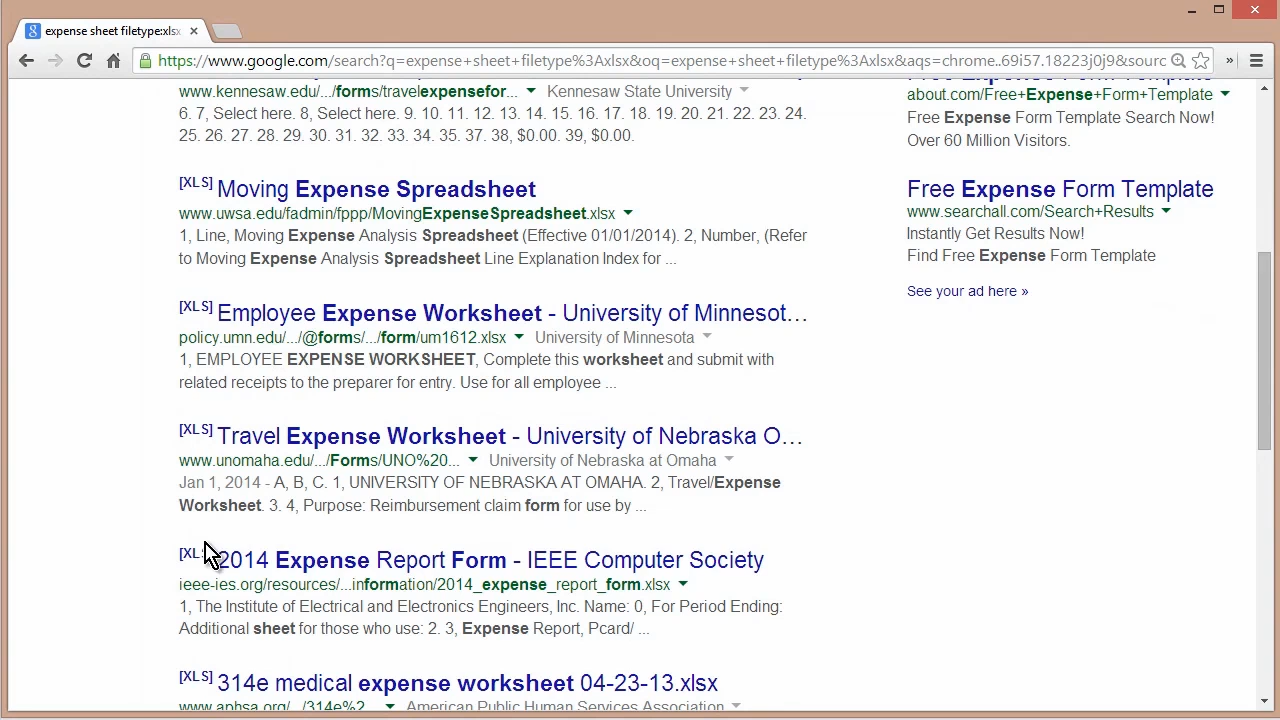 expense sheet filetype:xlsx
https://www.google.com/search?q=expense+sheet+filetype%3Axlsx&oq=expense+sheet+filetype%3Axlsx&aqs=chrome..69i57.18223j0j9&sourc
www.kennesaw.edu/.../forms/travelexpensefor... Kennesaw State University
6. 7, Select here. 8, Select here. 9. 10. 11. 12. 13. 14. 15. 16. 17. 18. 19. 20. 21. 22. 23. 24.
25. 26. 27. 28. 29. 30. 31. 32. 33. 34. 35. 37. 38, $0.00. 39, $0.00.
[XLS] Moving Expense Spreadsheet
www.uwsa.edu/fadmin/fppp/MovingExpenseSpreadsheet.xlsx
1, Line, Moving Expense Analysis Spreadsheet (Effective 01/01/2014). 2, Number, (Refer
to Moving Expense Analysis Spreadsheet Line Explanation Index for ...
[XLS] Employee Expense Worksheet - University of Minnesot...
policy.umn.edu/.../@forms/.../form/um1612.xlsx University of Minnesota
1, EMPLOYEE EXPENSE WORKSHEET, Complete this worksheet and submit with
related receipts to the preparer for entry. Use for all employee ...
[XLS] Travel Expense Worksheet - University of Nebraska O...
www.unomaha.edu/.../Forms/UNO%20... University of Nebraska at Omaha
Jan 1, 2014 - A, B, C. 1, UNIVERSITY OF NEBRASKA AT OMAHA. 2, Travel/Expense
Worksheet. 3. 4, Purpose: Reimbursement claim form for use by ...
[XLS] 2014 Expense Report Form - IEEE Computer Society
ieee-ies.org/resources/...information/2014_expense_report_form.xlsx
1, The Institute of Electrical and Electronics Engineers, Inc. Name: 0, For Period Ending:
Additional sheet for those who use: 2. 3, Expense Report, Pcard/ ...
[XLS] 314e medical expense worksheet 04-23-13.xlsx
www.aphsa.org/.../314e%2... American Public Human Services Association
Free Expense Form Template
about.com/Free+Expense+Form+Template
Free Expense Form Template Search Now!
Over 60 Million Visitors.
Free Expense Form Template
www.searchall.com/Search+Results
Instantly Get Results Now!
Find Free Expense Form Template
See your ad here »